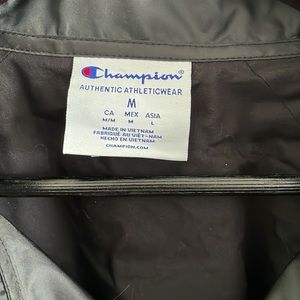 Champion
AUTHENTIC ATHLETICWEAR
M
CA MEX ASIA
M/M M L
MADE IN VIETNAM
FABRIQUÉ AU VIET-NAM
HECHO EN VIETNAM
CHAMPION.COM